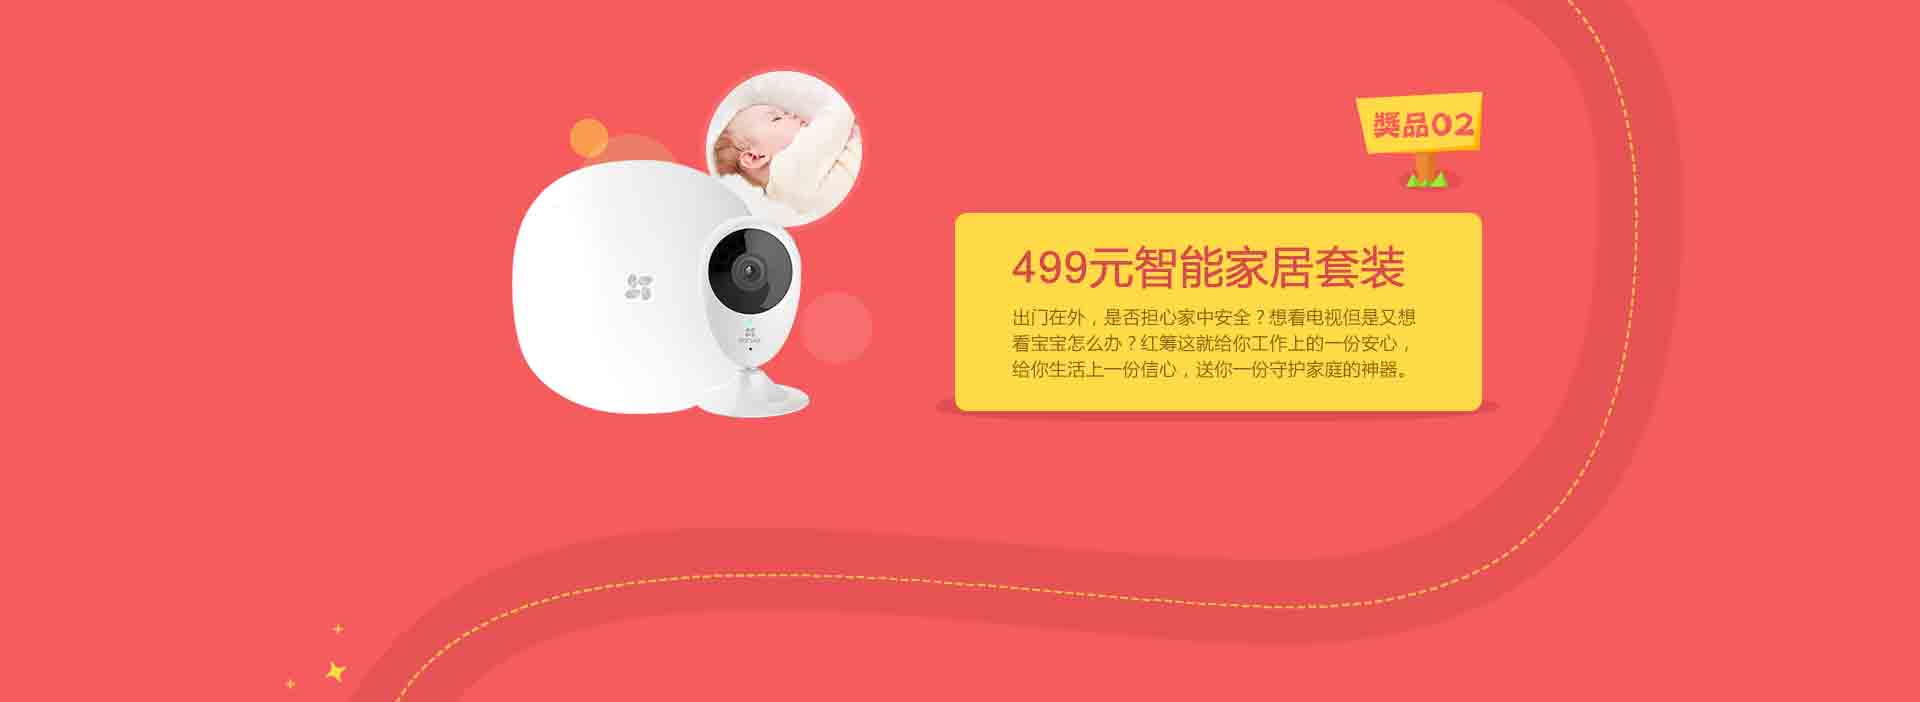 獎品02
499元智能家居套装
出门在外，是否担心家中安全？想看电视但是又想
看宝宝怎么办？红筹这就给你工作上的一份安心，
给你生活上一份信心，送你一份守护家庭的神器。